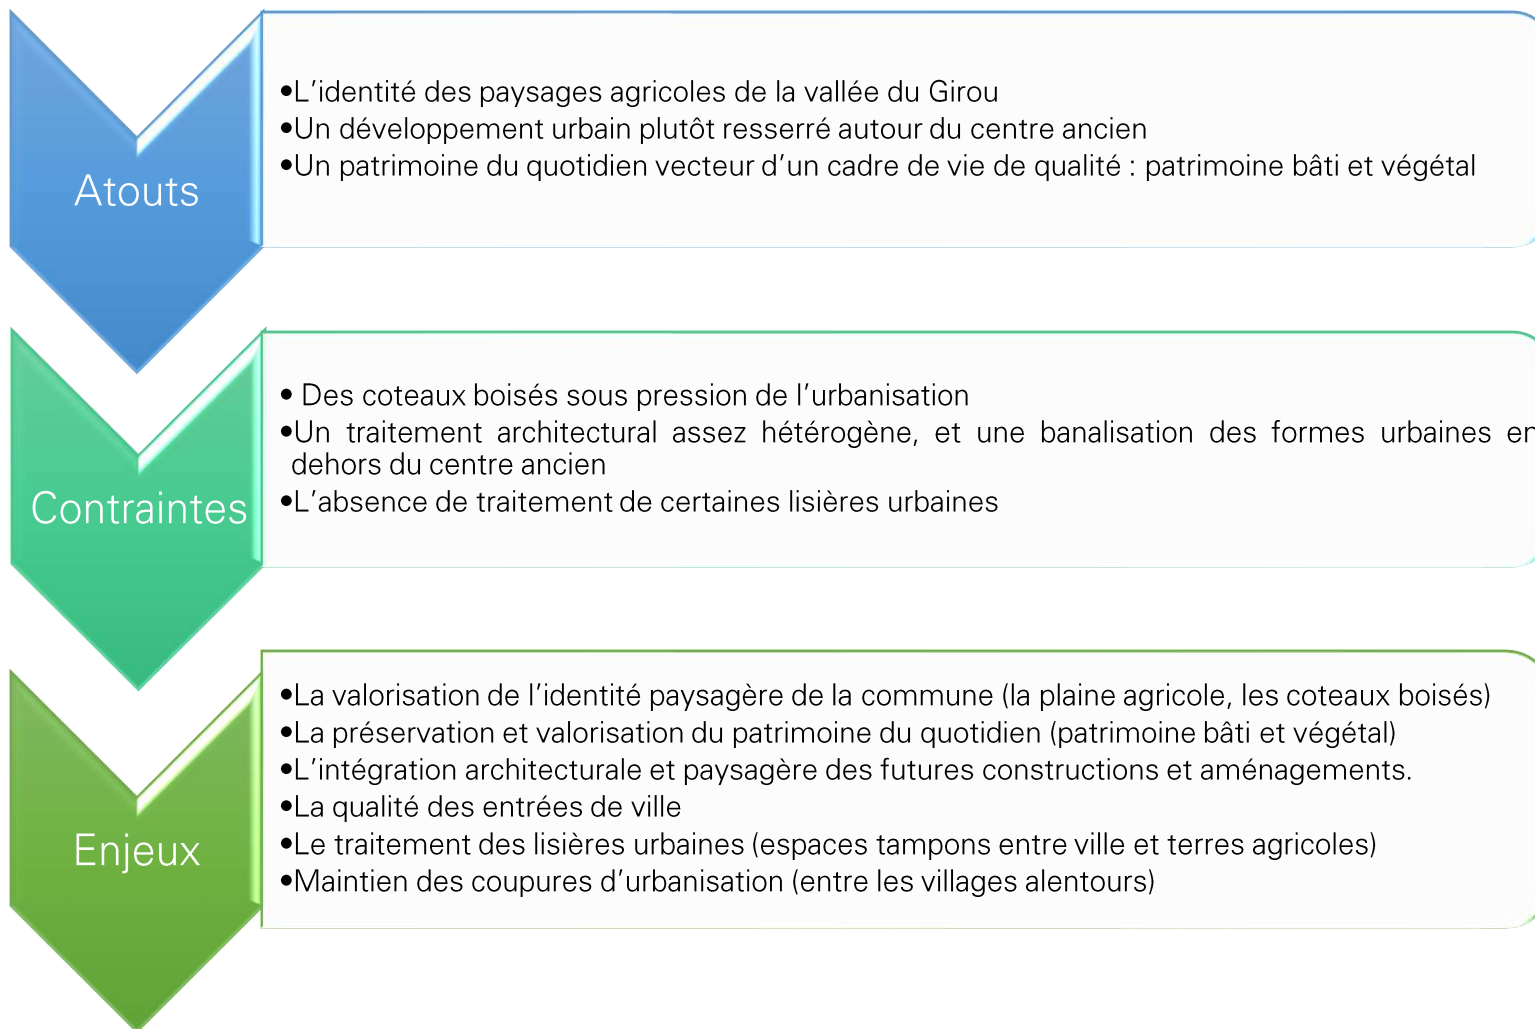 Atouts
•L’identité des paysages agricoles de la vallée du Girou
•Un développement urbain plutôt resserré autour du centre ancien
•Un patrimoine du quotidien vecteur d’un cadre de vie de qualité : patrimoine bâti et végétal
Contraintes
• Des coteaux boisés sous pression de l’urbanisation
•Un traitement architectural assez hétérogène, et une banalisation des formes urbaines en
dehors du centre ancien
•L’absence de traitement de certaines lisières urbaines
Enjeux
•La valorisation de l’identité paysagère de la commune (la plaine agricole, les coteaux boisés)
•La préservation et valorisation du patrimoine du quotidien (patrimoine bâti et végétal)
•L’intégration architecturale et paysagère des futures constructions et aménagements.
•La qualité des entrées de ville
•Le traitement des lisières urbaines (espaces tampons entre ville et terres agricoles)
•Maintien des coupures d’urbanisation (entre les villages alentours)